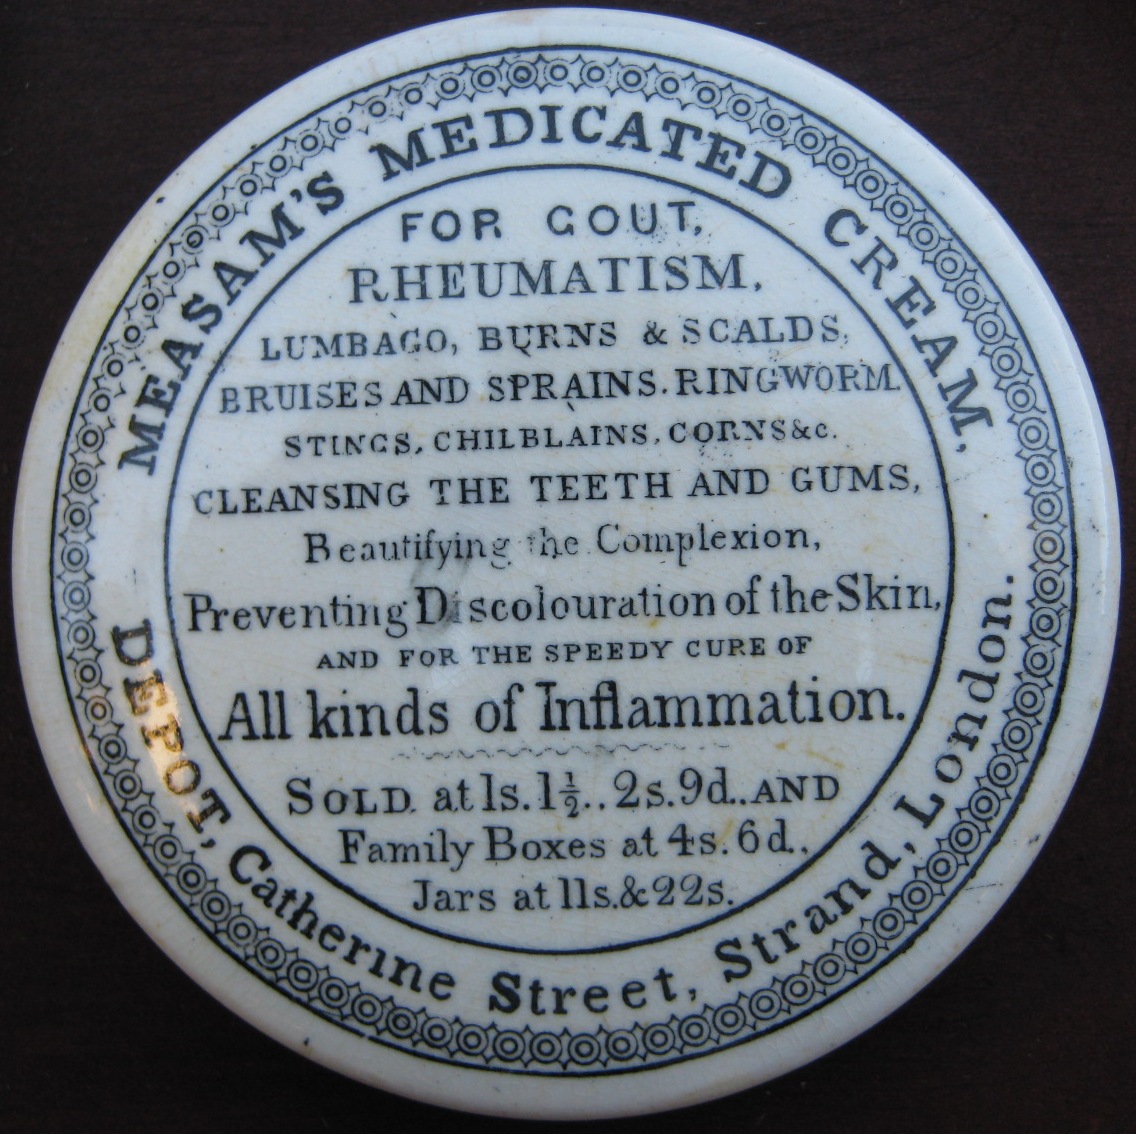 MEASAM'S MEDICATED CREAM,
FOR GOUT,
RHEUMATISM,
LUMBAGO, BURNS & SCALDS,
BRUISES AND SPRAINS. RINGWORM.
STINGS, CHILBLAINS, CORNS &c.
CLEANSING THE TEETH AND GUMS,
Beautifying the Complexion,
Preventing Discolouration of the Skin,
AND FOR THE SPEEDY CURE OF
All kinds of Inflammation.
SOLD. at 1s. 1½.. 2s. 9d.. AND
Family Boxes at 4s. 6d.,
Jars at 11s. & 22s.
DEPOT, Catherine Street, Strand, London.